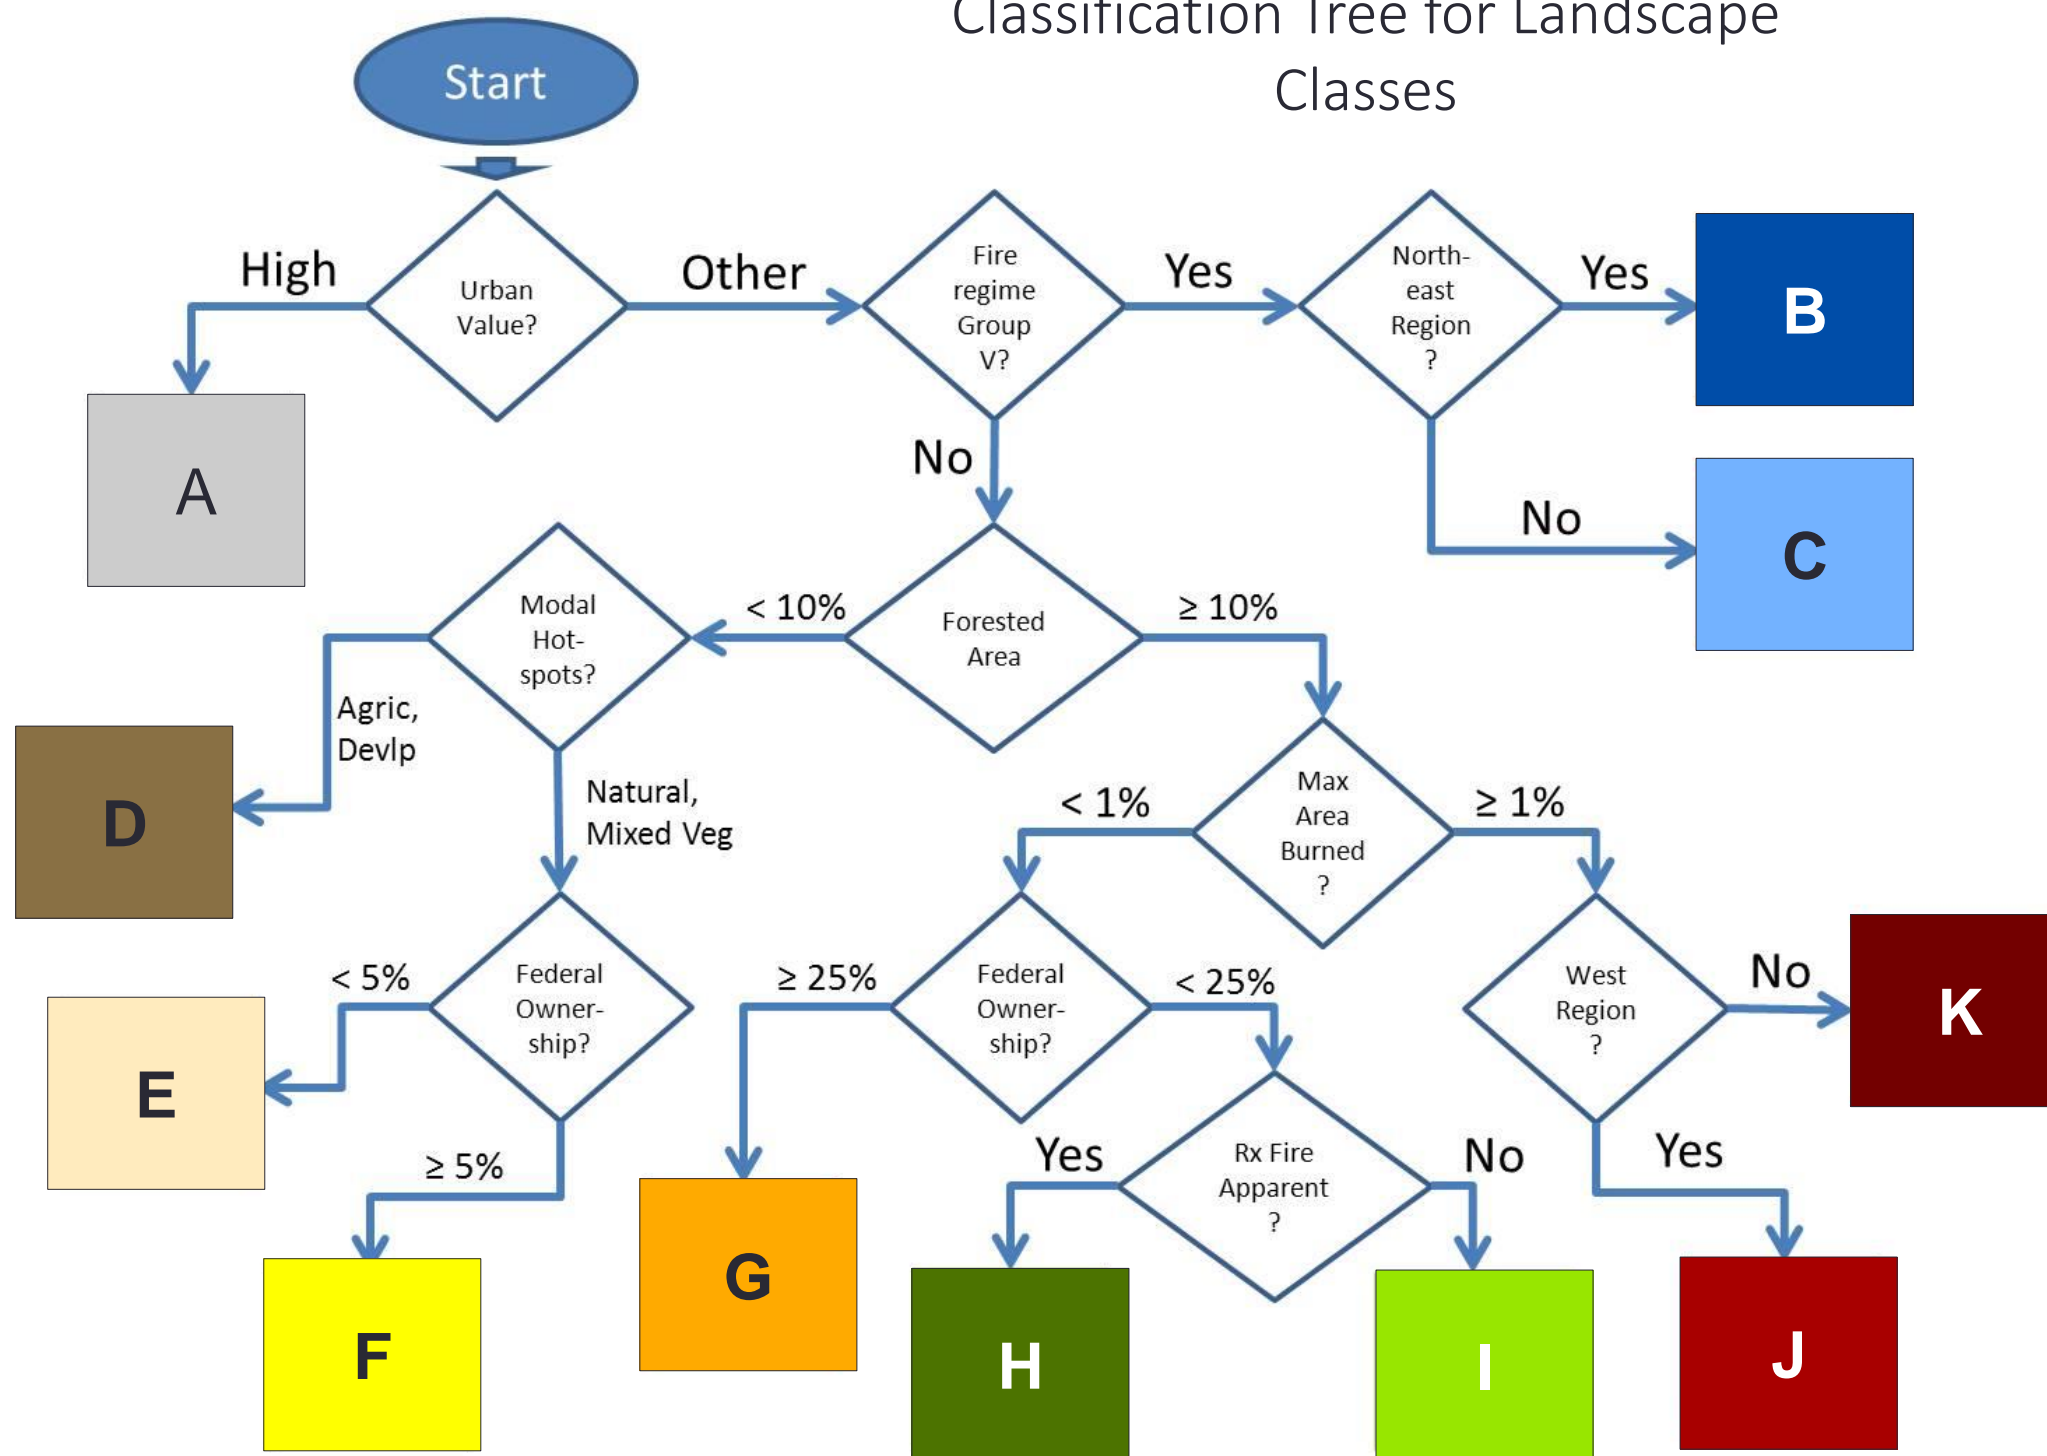 Classification Tree for Landscape
Classes
Start
High
Urban
Value?
Other
Fire
regime
Group
V?
Yes
North-
east
Region
?
Yes
B
A
No
No
C
Modal
Hot-
spots?
< 10%
Forested
Area
≥ 10%
Agric,
Devlp
D
Natural,
Mixed Veg
< 1%
Max
Area
Burned
?
≥ 1%
< 5%
Federal
Owner-
ship?
≥ 25%
Federal
Owner-
ship?
< 25%
West
Region
?
No
K
E
≥ 5%
Yes
Rx Fire
Apparent
?
No
Yes
F
G
H
I
J